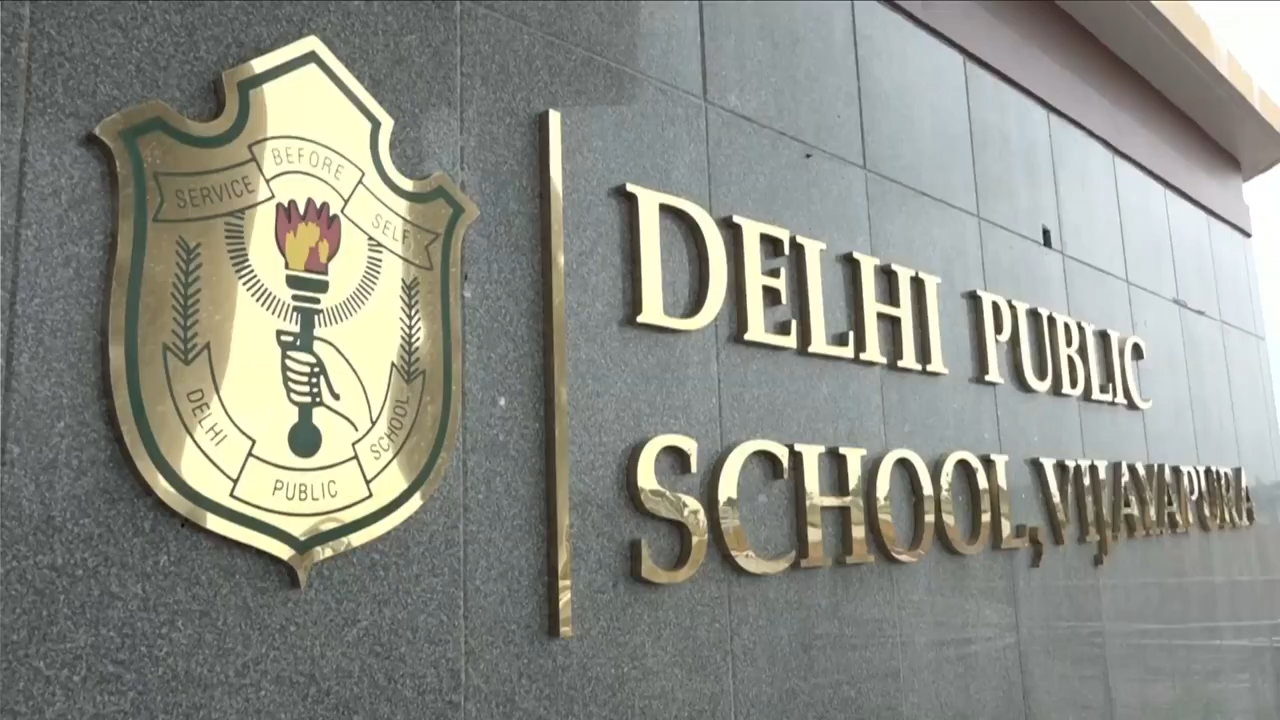 SERVICE BEFORE SELF
DELHI PUBLIC SCHOOL
DELHI PUBLIC
SCHOOL, VIJAYAPURA